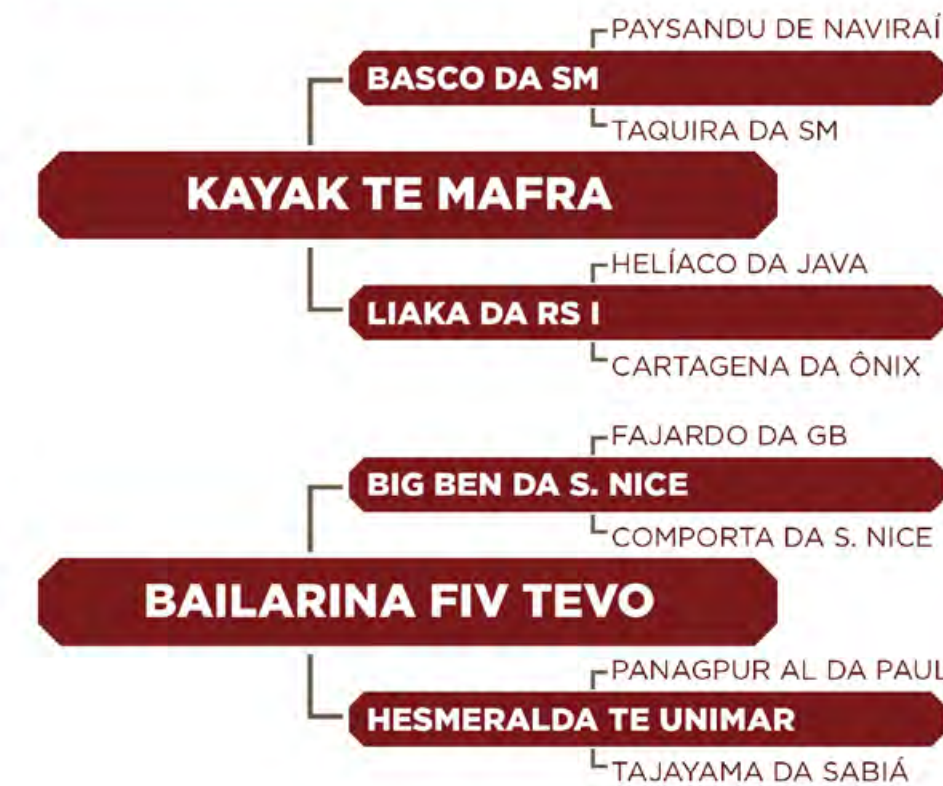 PAYSANDU DE NAVIRAÍ
BASCO DA SM
TAQUIRA DA SM
KAYAK TE MAFRA
HELÍACO DA JAVA
LIAKA DA RS I
CARTAGENA DA ÔNIX
FAJARDO DA GB
BIG BEN DA S. NICE
COMPORTA DA S. NICE
BAILARINA FIV TEVO
PANAGPUR AL DA PAUL
HESMERALDA TE UNIMAR
TAJAYAMA DA SABIÁ